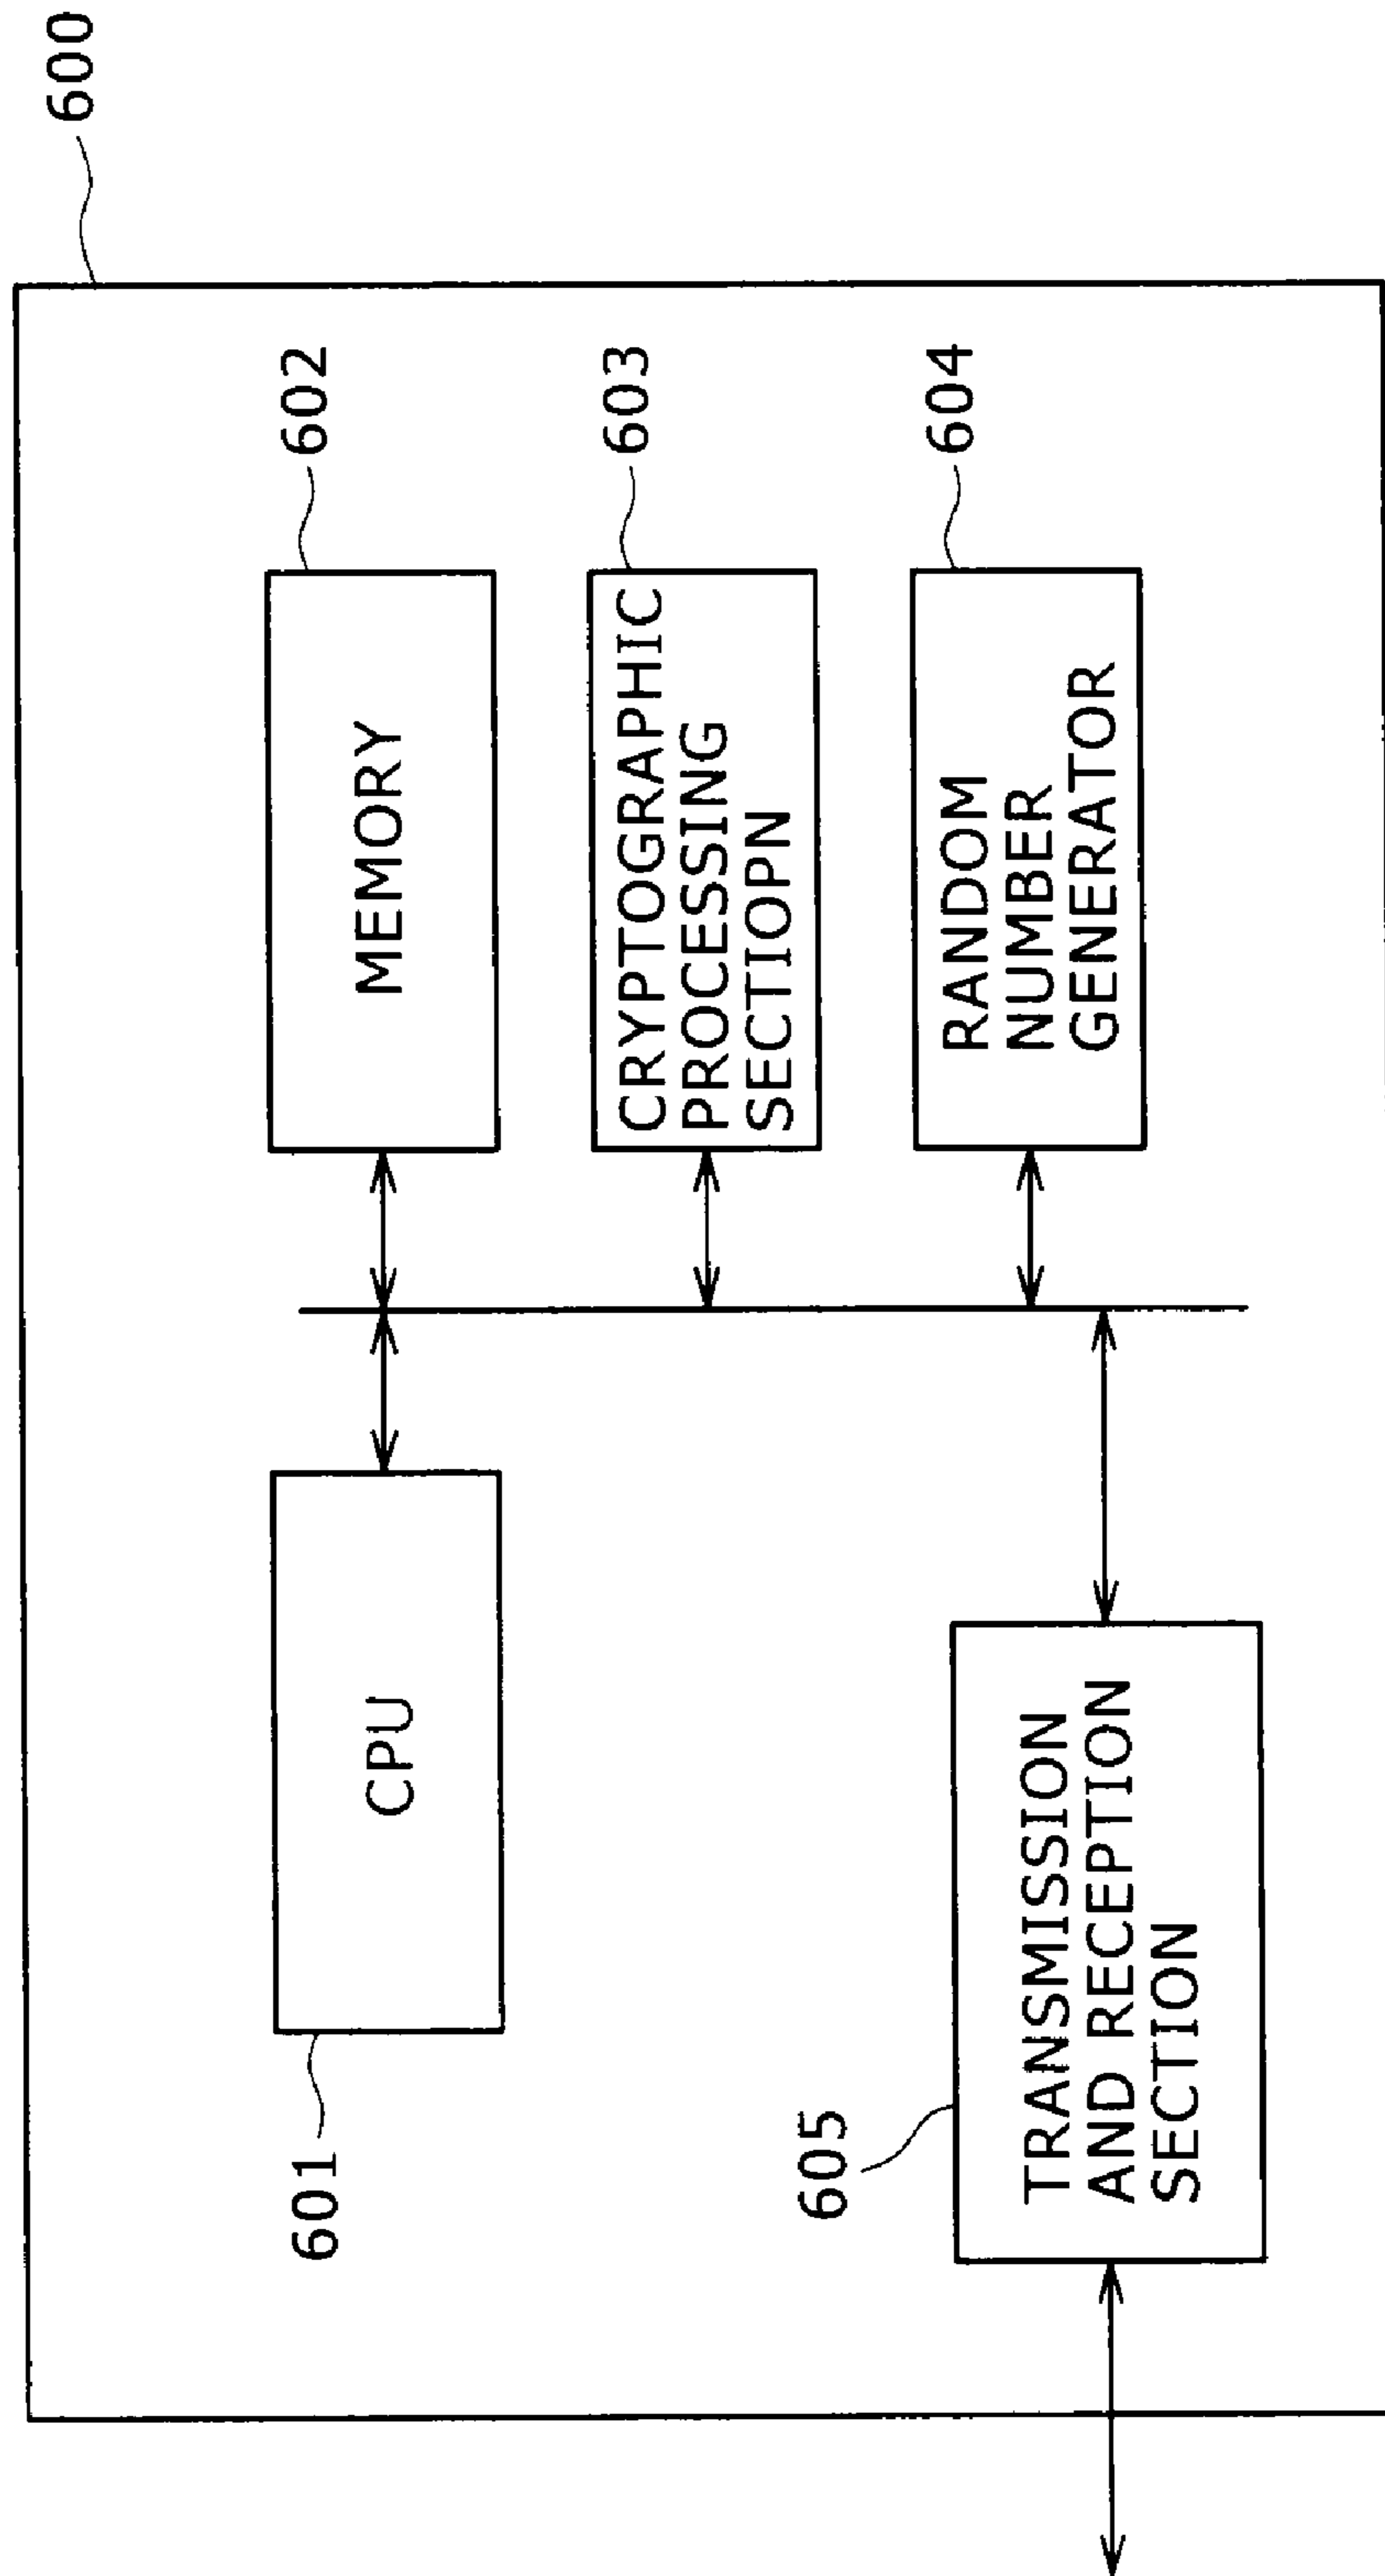 600
601
CPU
602
MEMORY
603
CRYPTOGRAPHIC
PROCESSING
SECTIOPN
604
RANDOM
NUMBER
GENERATOR
605
TRANSMISSION
AND RECEPTION
SECTION